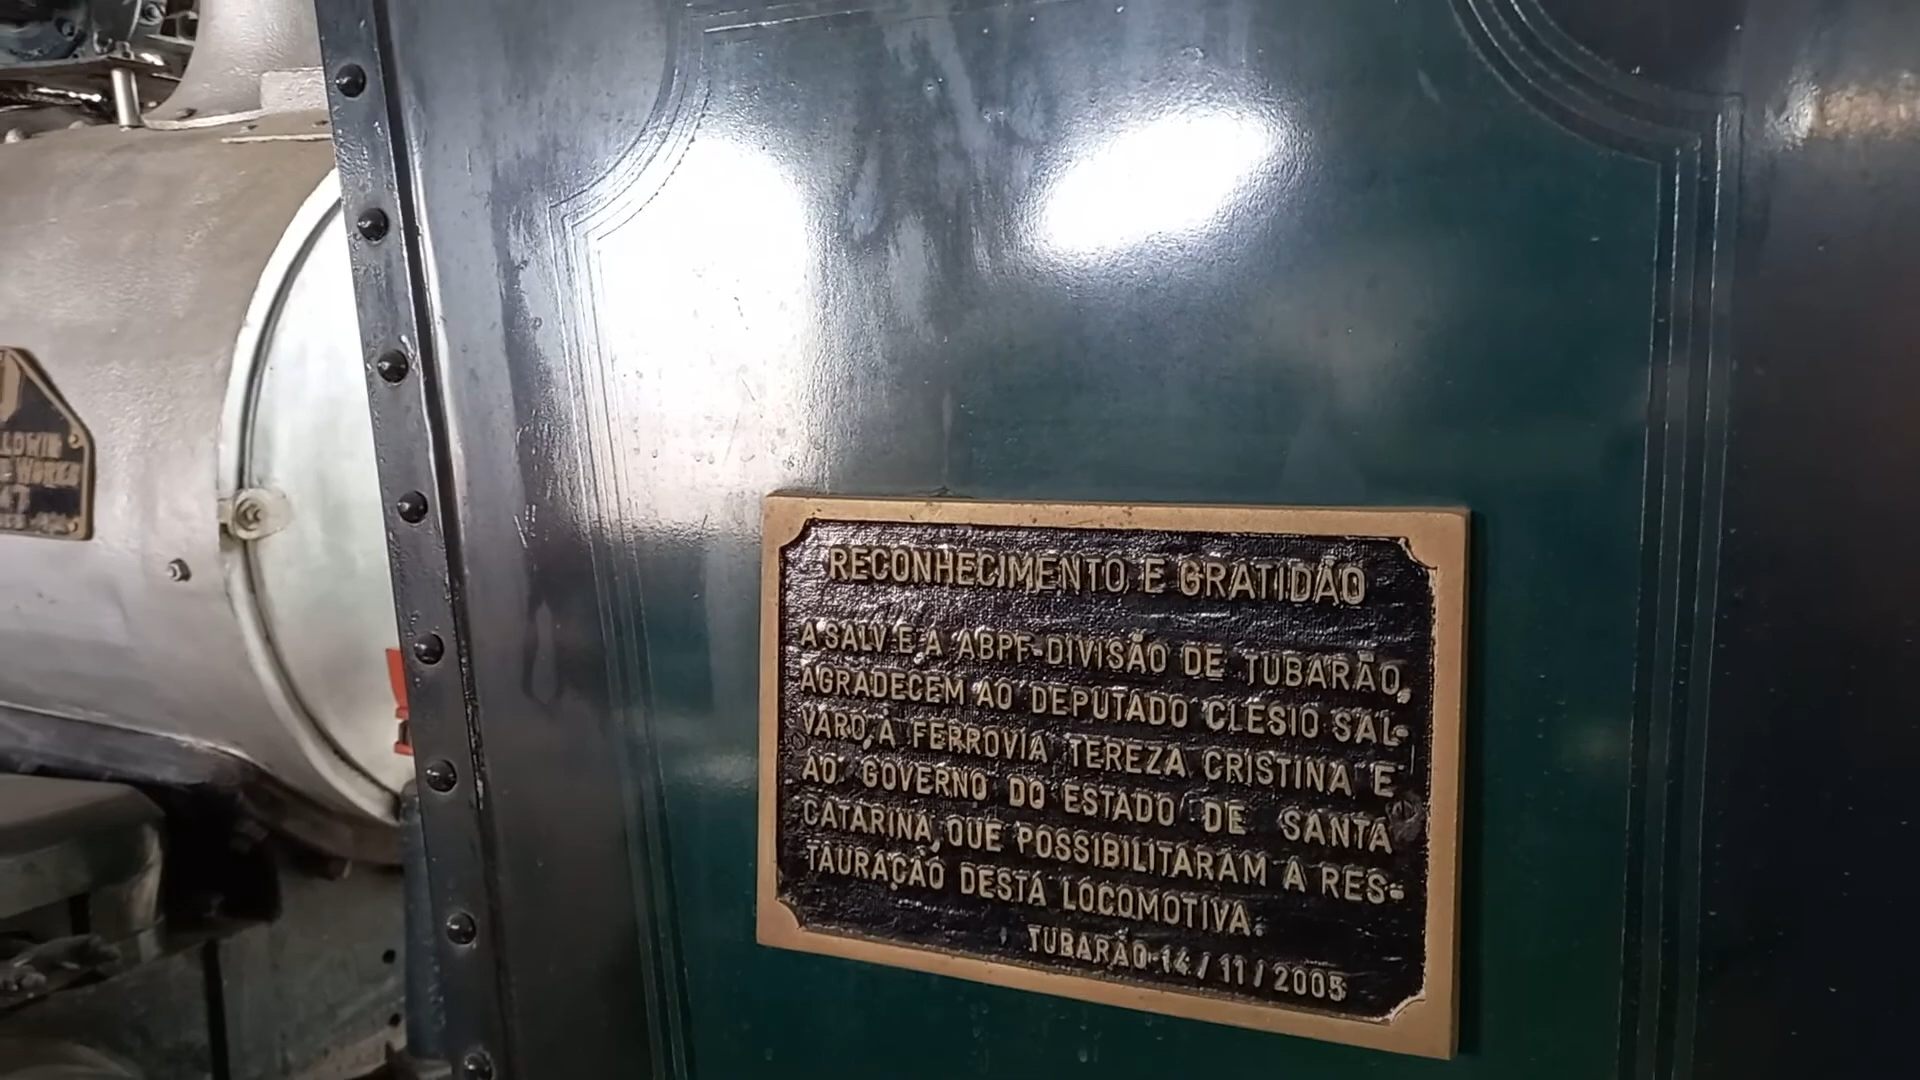 RECONHECIMENTO E GRATIDÃO
A SALV E A ABPF-DIVISÃO DE TUBARÃO,
AGRADECEM AO DEPUTADO CLESIO SAL-
VARO, A FERROVIA TEREZA CRISTINA E
AO GOVERNO DO ESTADO DE SANTA
CATARINA, QUE POSSIBILITARAM A RES-
TAURAÇÃO DESTA LOCOMOTIVA.
TUBARÃO-14/11/2005